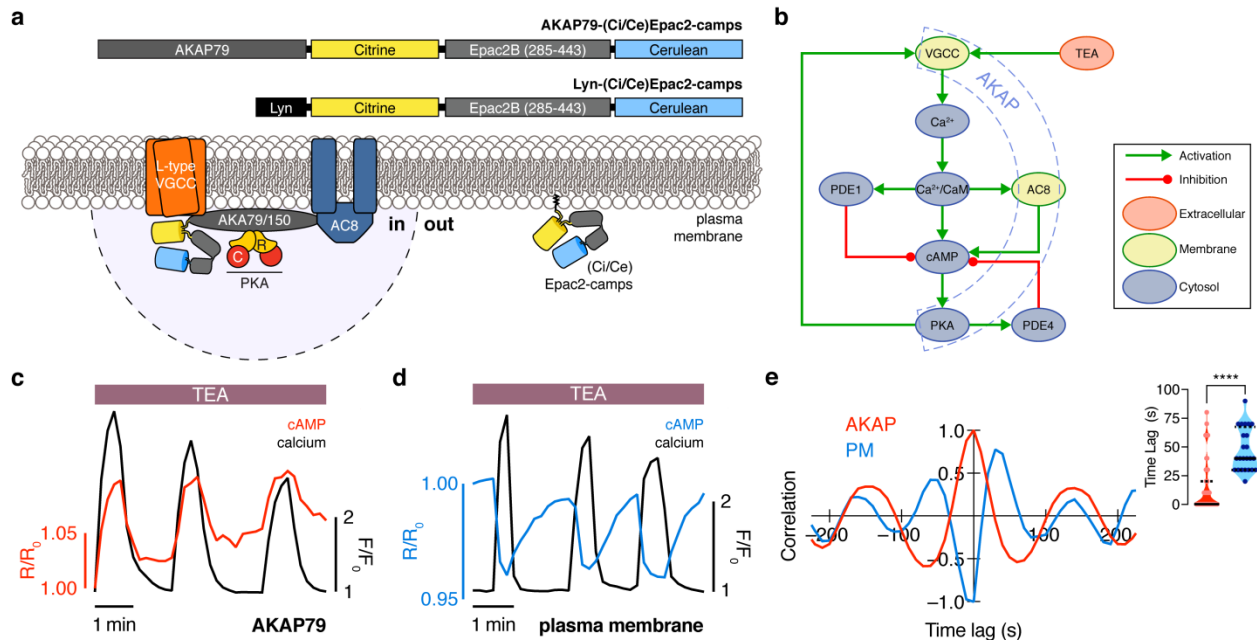 a
AKAP79-(Ci/Ce)Epac2-camps
AKAP79
Citrine
Epac2B (285-443)
Cerulean
Lyn-(Ci/Ce)Epac2-camps
Lyn
Citrine
Epac2B (285-443)
Cerulean
L-type
VGCC
AKA79/150
AC8
in
out
plasma
membrane
R
C
PKA
(Ci/Ce)
Epac2-camps
b
VGCC
TEA
AKAP
Ca²⁺
PDE1
Ca²⁺/CaM
AC8
cAMP
PKA
PDE4
Activation
Inhibition
Extracellular
Membrane
Cytosol
c
TEA
cAMP
calcium
1.05
1.00
R/R₀
2
1
F/F₀
1 min
AKAP79
d
TEA
cAMP
calcium
1.00
0.95
R/R₀
2
1
F/F₀
1 min
plasma membrane
e
AKAP
PM
Correlation
1.0
0.5
−0.5
−1.0
−200
−100
100
200
Time lag (s)
****
Time Lag (s)
100
75
50
25
0